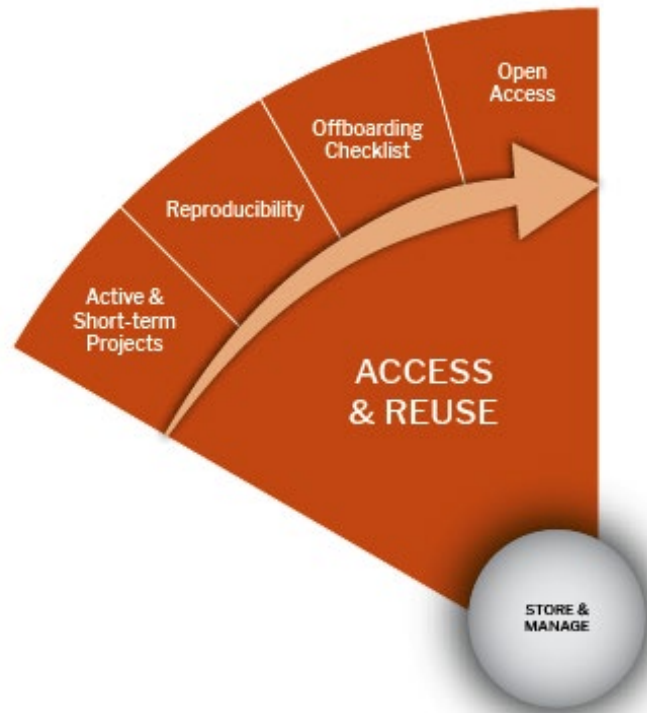 Open
Access
Offboarding
Checklist
Reproducibility
Active &
Short-term
Projects
ACCESS
& REUSE
STORE &
MANAGE